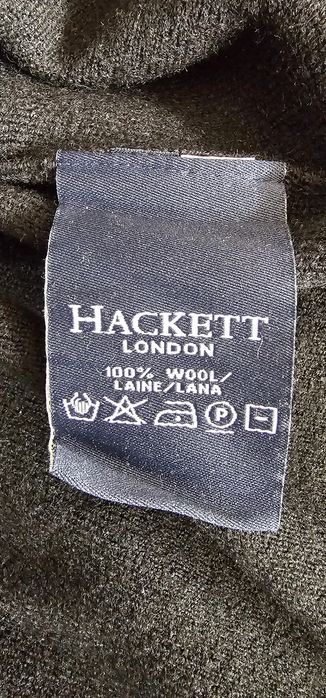 HACKETT
LONDON
100% WOOL/
LAINE/LANA
P